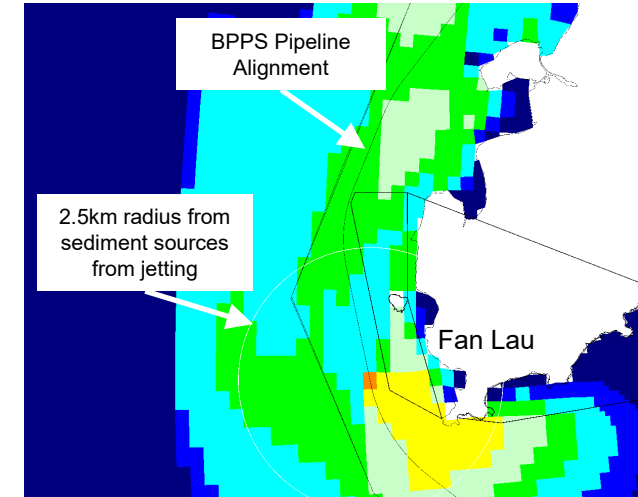 BPPS Pipeline
Alignment
2.5km radius from
sediment sources
from jetting
Fan Lau